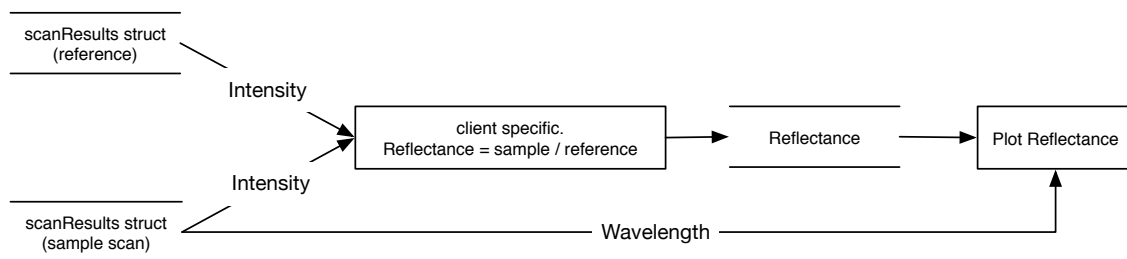 scanResults struct
(reference)
Intensity
client specific.
Reflectance = sample / reference
Reflectance
Plot Reflectance
Intensity
scanResults struct
(sample scan)
Wavelength